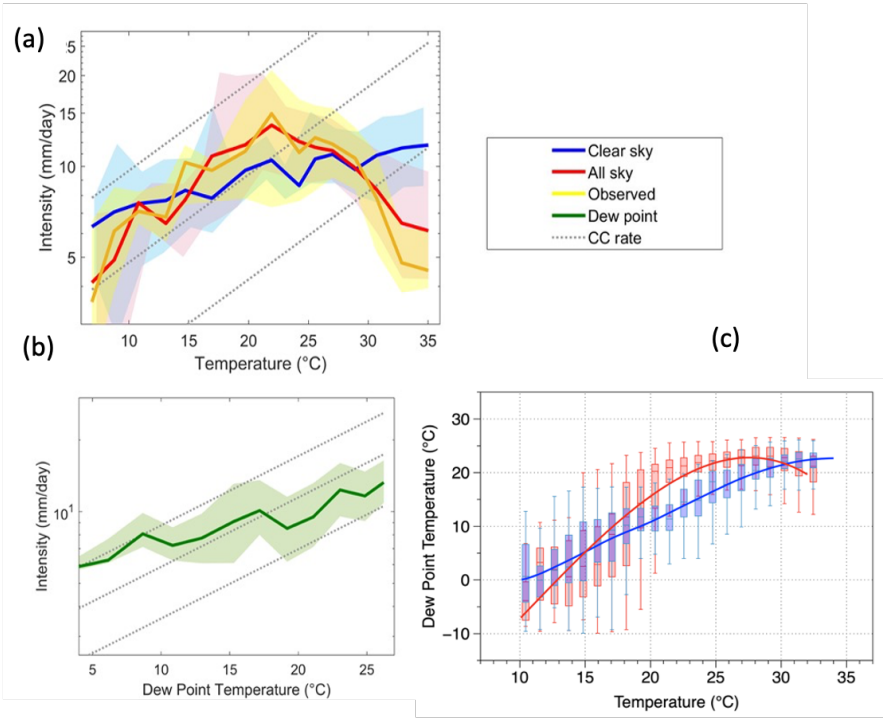 (a)
5
20
15
10
5
Intensity (mm/day)
10 15 20 25 30 35
Temperature (°C)
Clear sky
All sky
Observed
Dew point
CC rate
(b)
10¹
Intensity (mm/day)
5 10 15 20 25
Dew Point Temperature (°C)
(c)
30
20
10
0
−10
Dew Point Temperature (°C)
10 15 20 25 30 35
Temperature (°C)